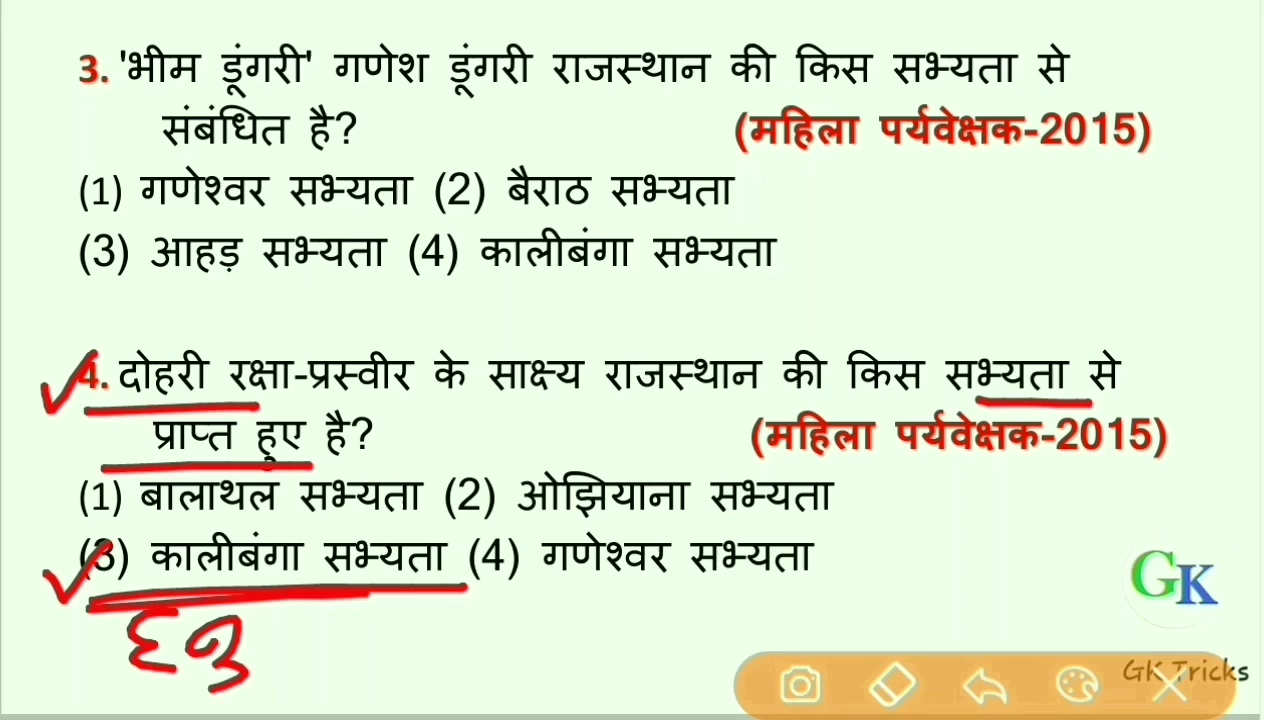 3. 'भीम डूंगरी' गणेश डूंगरी राजस्थान की किस सभ्यता से
संबंधित है? (महिला पर्यवेक्षक-2015)
(1) गणेश्वर सभ्यता (2) बैराठ सभ्यता
(3) आहड़ सभ्यता (4) कालीबंगा सभ्यता
4. दोहरी रक्षा-प्रस्वीर के साक्ष्य राजस्थान की किस सभ्यता से
प्राप्त हुए है? (महिला पर्यवेक्षक-2015)
(1) बालाथल सभ्यता (2) ओझियाना सभ्यता
(3) कालीबंगा सभ्यता (4) गणेश्वर सभ्यता
GK
GK Tricks